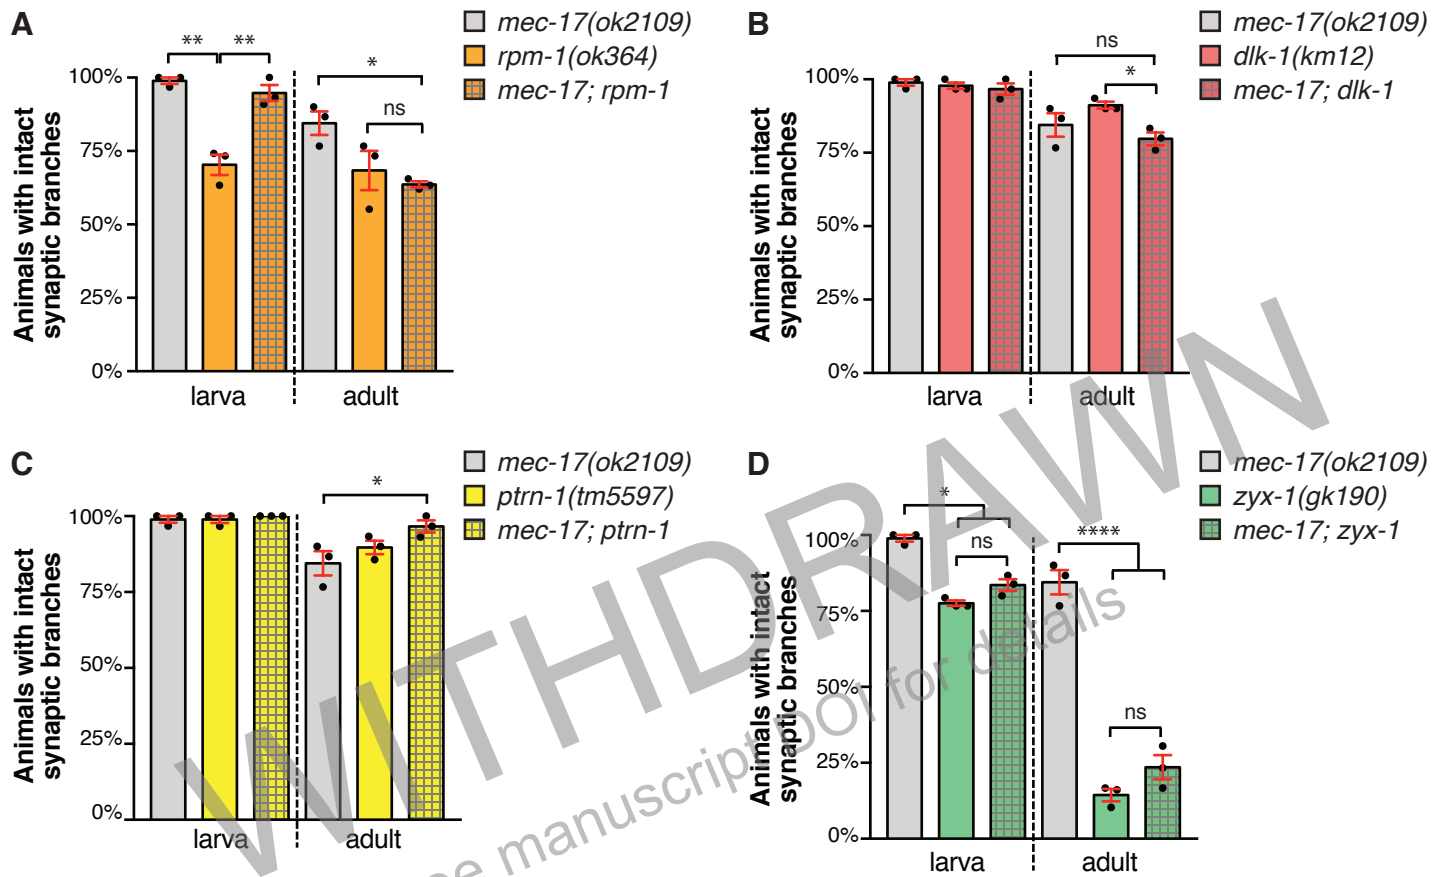 A
mec-17(ok2109)
rpm-1(ok364)
mec-17; rpm-1
** ** * ns
Animals with intact
synaptic branches
100%
75%
50%
25%
0%
larva adult
B
mec-17(ok2109)
dlk-1(km12)
mec-17; dlk-1
ns
*
Animals with intact
synaptic branches
100%
75%
50%
25%
0%
larva adult
C
mec-17(ok2109)
ptrn-1(tm5597)
mec-17; ptrn-1
*
Animals with intact
synaptic branches
100%
75%
50%
25%
0%
larva adult
D
mec-17(ok2109)
zyx-1(gk190)
mec-17; zyx-1
* ns **** ns
Animals with intact
synaptic branches
100%
75%
50%
25%
0%
larva adult
WITHDRAWN
manuscript DOI for details